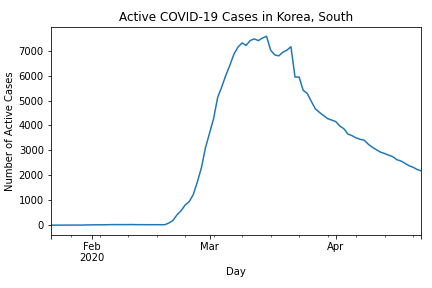 Active COVID-19 Cases in Korea, South
Number of Active Cases
7000
6000
5000
4000
3000
2000
1000
0
Feb
2020
Mar
Apr
Day